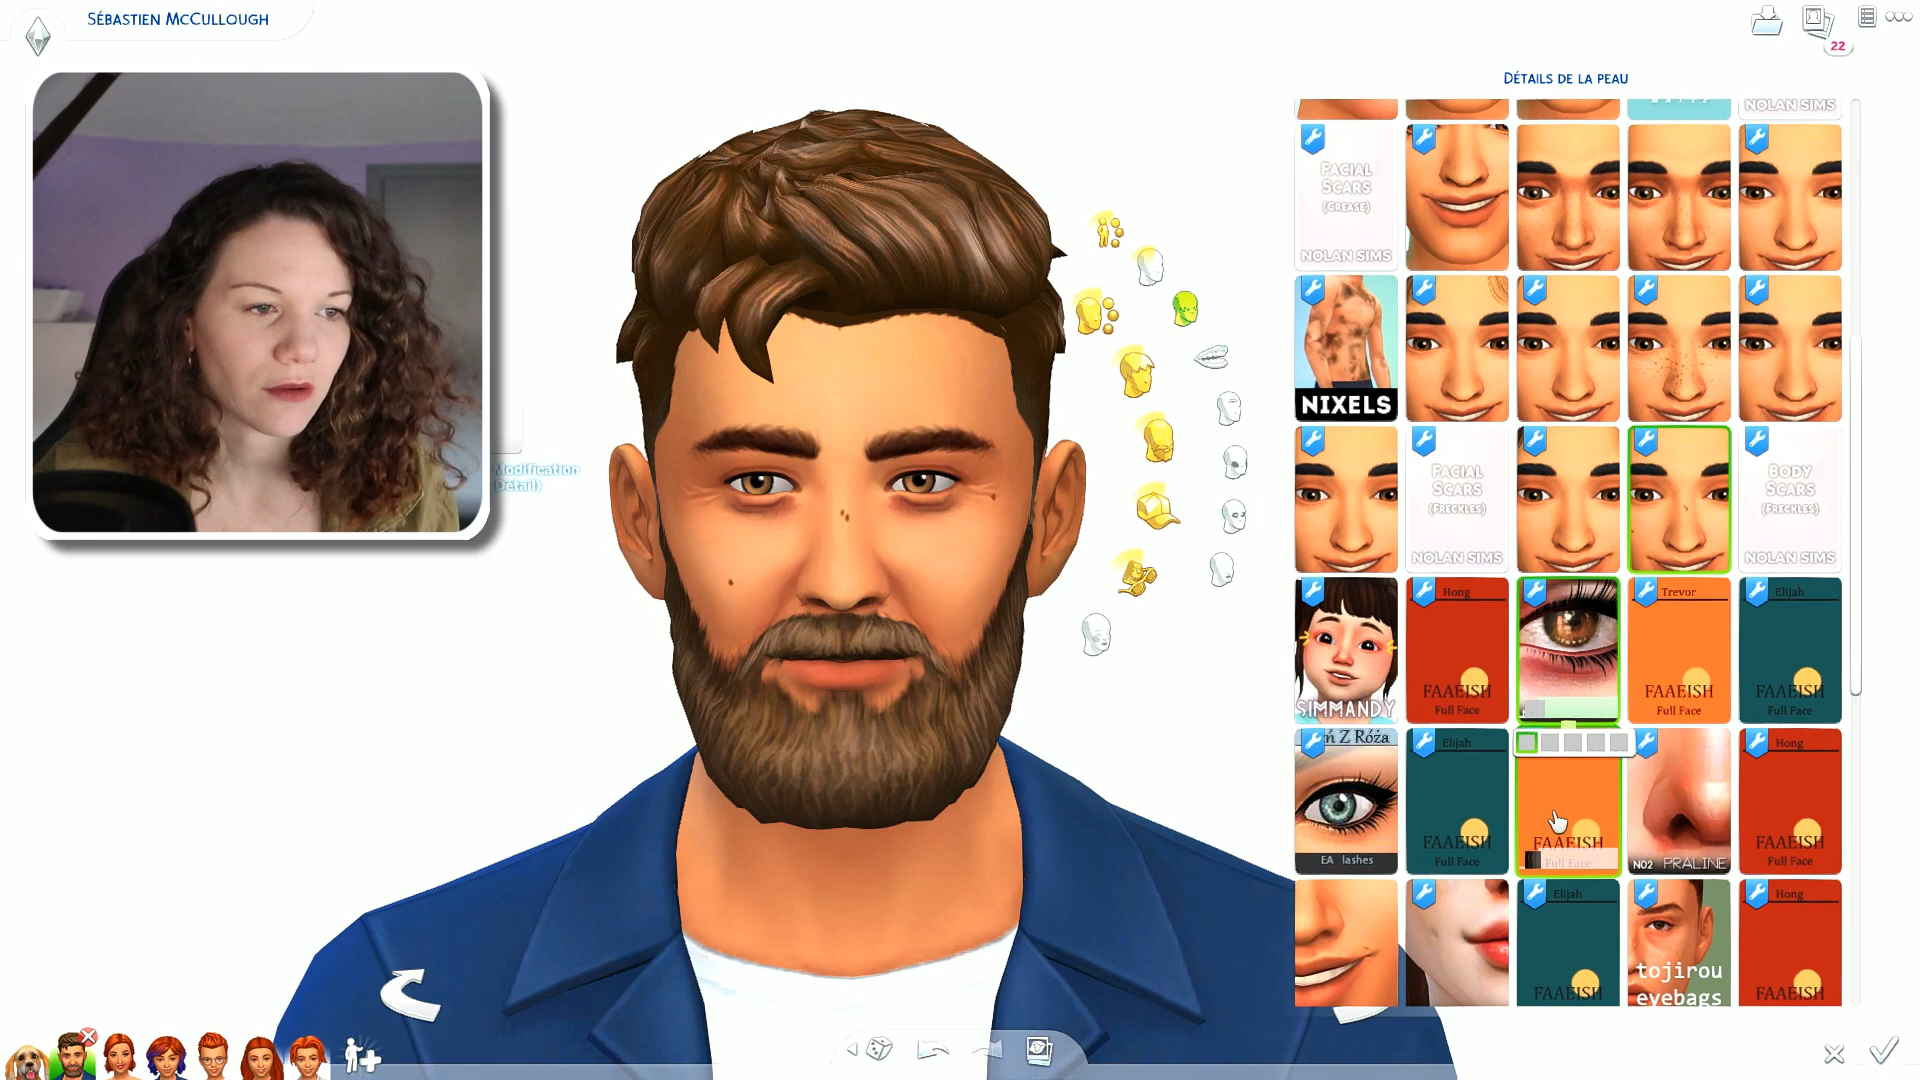 SÉBASTIEN MCCULLOUGH
22
DÉTAILS DE LA PEAU
NOLAN SIMS
FACIAL
SCARS
(CREASE)
NOLAN SIMS
NIXELS
Modification
Détail)
FACIAL
SCARS
(FRECKLES)
NOLAN SIMS
BODY
SCARS
(FRECKLES)
NOLAN SIMS
SIMMANDY
Hong
FAAEISH
Full Face
Trevor
FAAEISH
Full Face
Elijah
FAAEISH
Full Face
ń Z Róża
EA lashes
Elijah
FAAEISH
Full Face
FAAEISH
Full Face
N02 PRALINE
Hong
FAAEISH
Full Face
Elijah
FAAEISH
tojirou
eyebags
Hong
FAAEISH